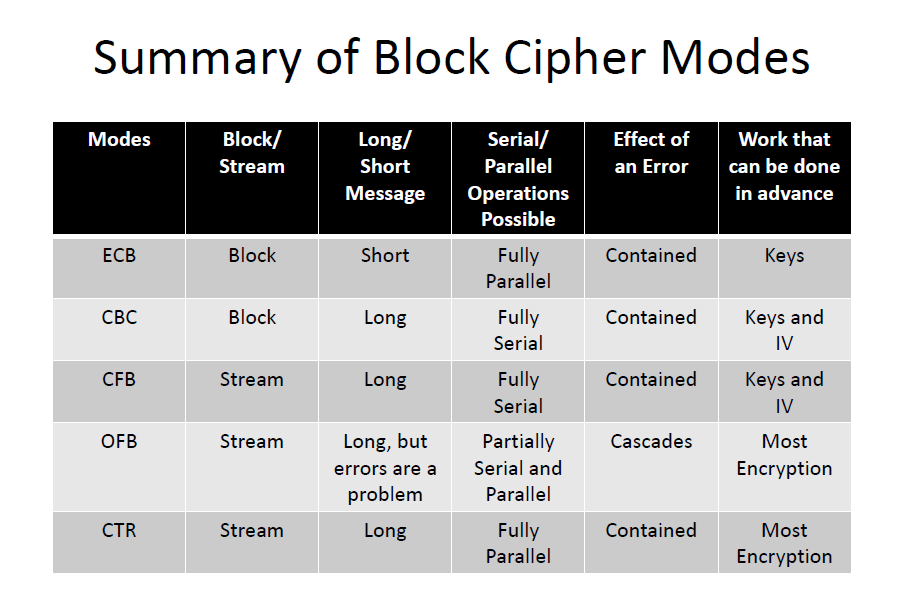 Summary of Block Cipher Modes
Modes
Block/
Stream
Long/
Short
Message
Serial/
Parallel
Operations
Possible
Effect of
an Error
Work that
can be done
in advance
ECB
Block
Short
Fully
Parallel
Contained
Keys
CBC
Block
Long
Fully
Serial
Contained
Keys and
IV
CFB
Stream
Long
Fully
Serial
Contained
Keys and
IV
OFB
Stream
Long, but
errors are a
problem
Partially
Serial and
Parallel
Cascades
Most
Encryption
CTR
Stream
Long
Fully
Parallel
Contained
Most
Encryption